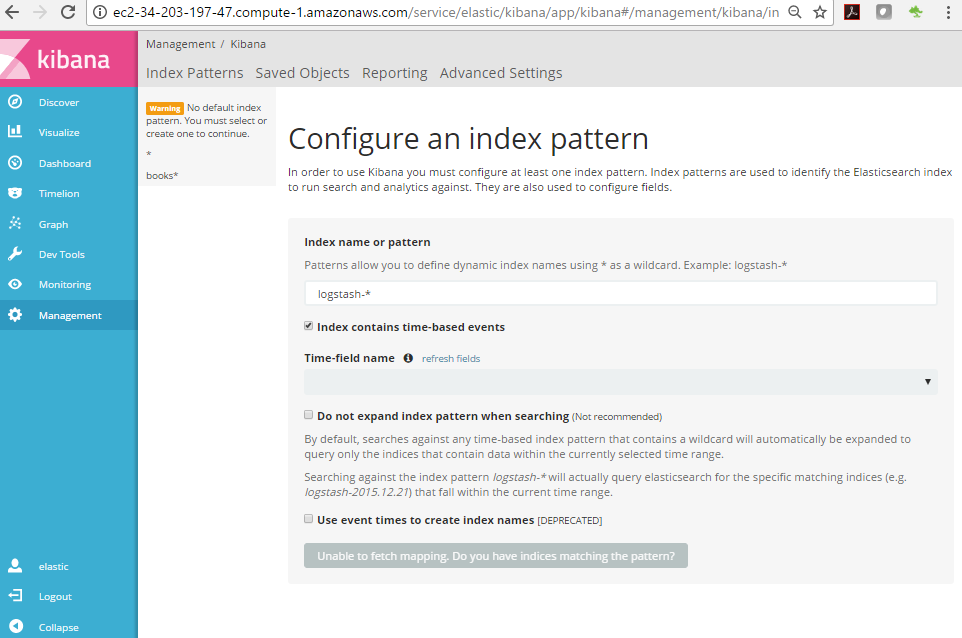 ec2-34-203-197-47.compute-1.amazonaws.com/service/elastic/kibana/app/kibana#/management/kibana/in
kibana
Management / Kibana
Index Patterns Saved Objects Reporting Advanced Settings
Discover
Visualize
Dashboard
Timelion
Graph
Dev Tools
Monitoring
Management
elastic
Logout
Collapse
Warning No default index
pattern. You must select or
create one to continue.
*
books*
Configure an index pattern
In order to use Kibana you must configure at least one index pattern. Index patterns are used to identify the Elasticsearch index
to run search and analytics against. They are also used to configure fields.
Index name or pattern
Patterns allow you to define dynamic index names using * as a wildcard. Example: logstash-*
logstash-*
Index contains time-based events
Time-field name refresh fields
Do not expand index pattern when searching (Not recommended)
By default, searches against any time-based index pattern that contains a wildcard will automatically be expanded to
query only the indices that contain data within the currently selected time range.
Searching against the index pattern logstash-* will actually query elasticsearch for the specific matching indices (e.g.
logstash-2015.12.21) that fall within the current time range.
Use event times to create index names [DEPRECATED]
Unable to fetch mapping. Do you have indices matching the pattern?